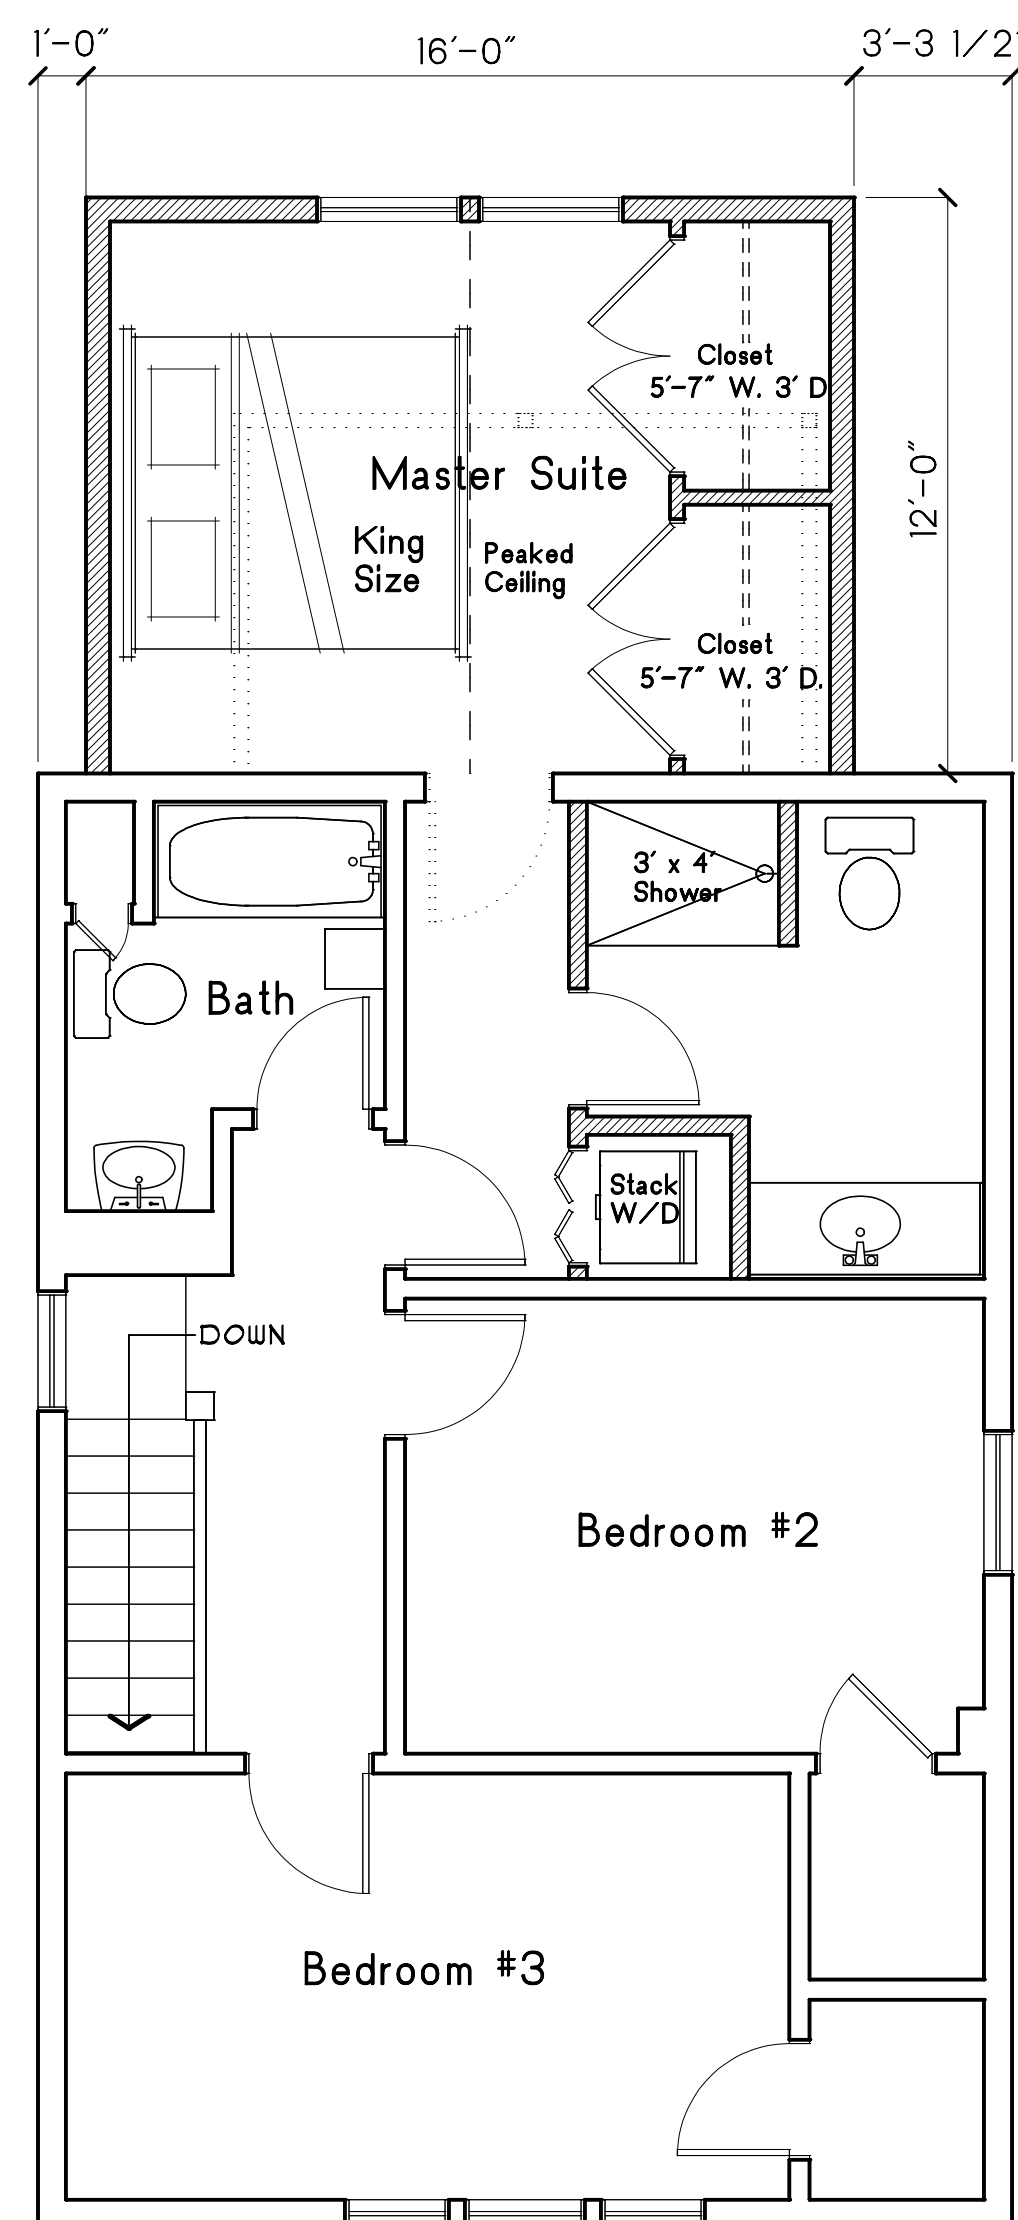 1'-0"
16'-0"
3'-3 1/2"
Closet
5'-7" W. 3' D
Master Suite
12'-0"
King
Size
Peaked
Ceiling
Closet
5'-7" W. 3' D.
3' x 4'
Shower
Bath
Stack
W/D
DOWN
Bedroom #2
Bedroom #3